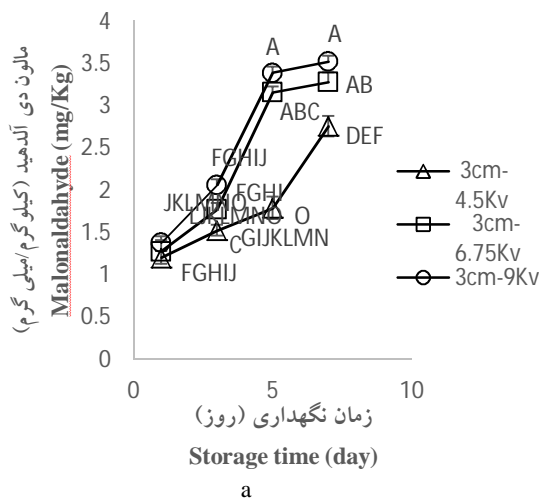 4
3.5
3
2.5
2
1.5
1
0.5
0
0
5
10
مالون دی آلدهید (کیلوگرم/میلی گرم)
Malonaldahyde (mg/Kg)
A
A
AB
ABC
DEF
FGHIJ
JKLMNO
FGHI
O
GIJKLMN
C
FGHIJ
3cm-
4.5Kv
3cm-
6.75Kv
3cm-9Kv
زمان نگهداری (روز)
Storage time (day)
a